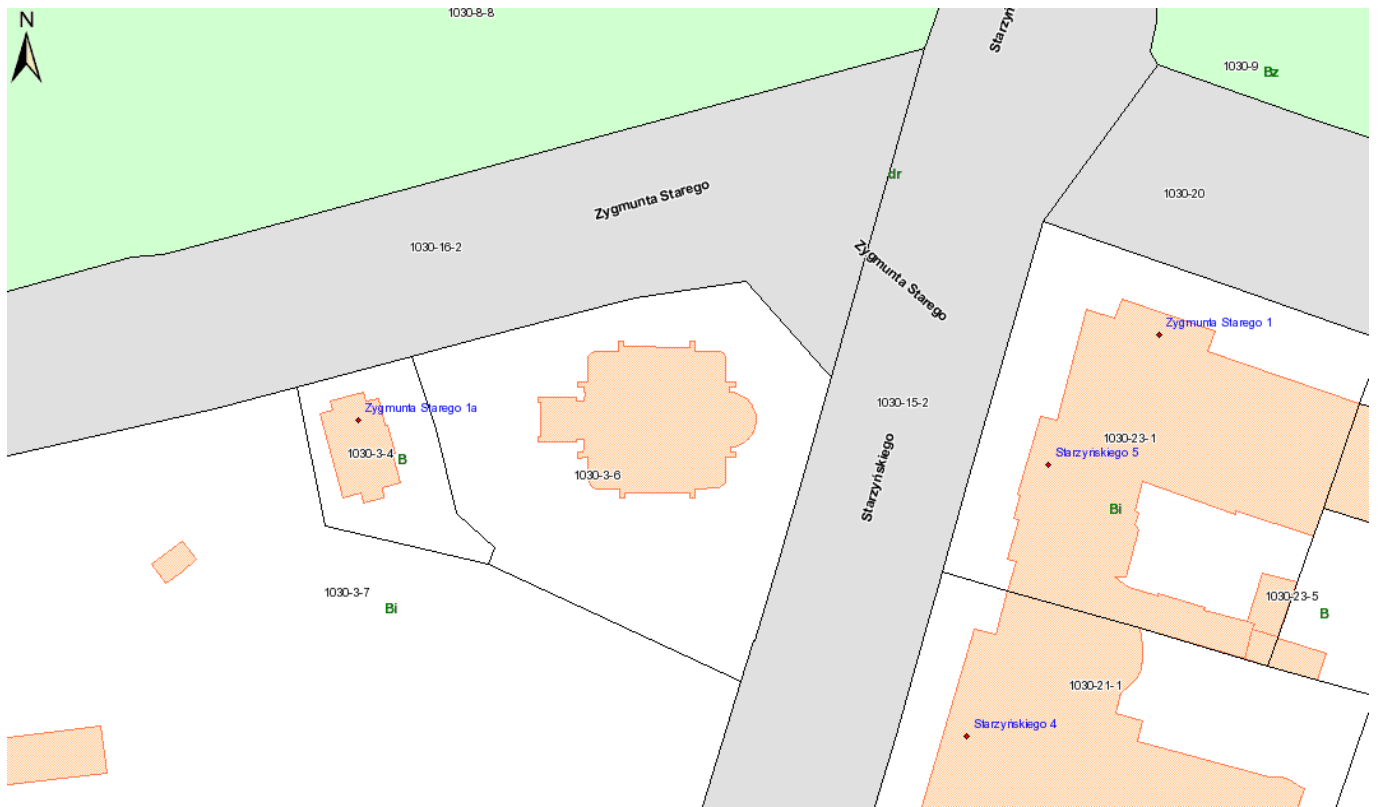 N
1030-8-8
Starzyń
1030-9
Bz
dr
1030-20
Zygmunta Starego
1030-16-2
Zygmunta Starego
Zygmunta Starego 1
1030-15-2
Zygmunta Starego 1a
1030-23-1
1030-3-4
B
Starzyńskiego 5
1030-3-6
Starzyńskiego
Bi
1030-3-7
Bi
1030-23-5
B
1030-21-1
Starzyńskiego 4